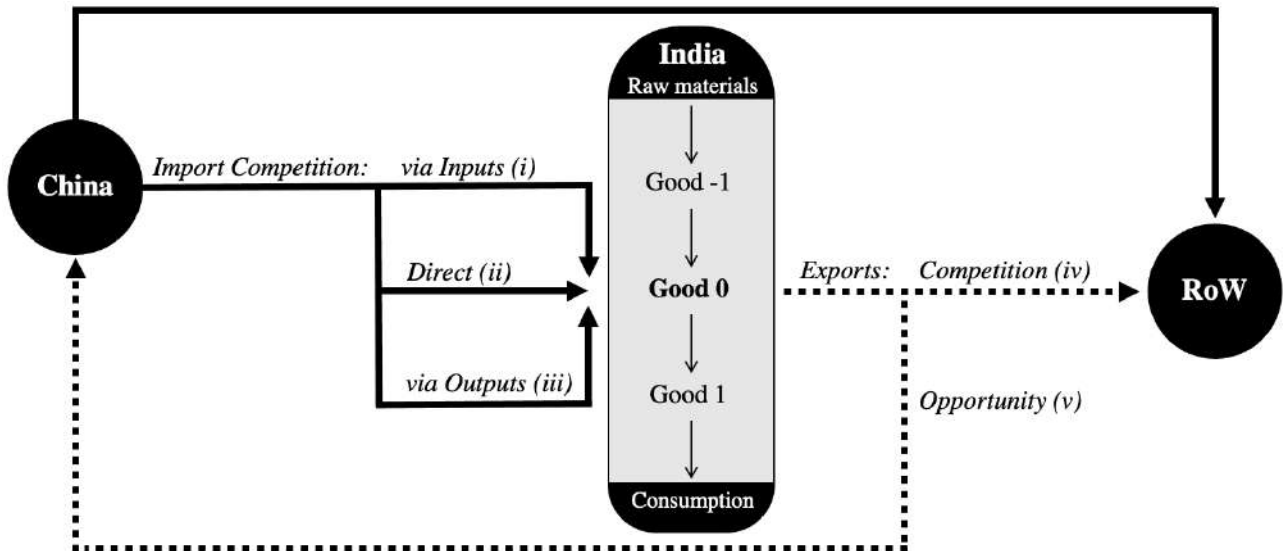 India
Raw materials
China
Import Competition:
via Inputs (i)
Good -1
Direct (ii)
Good 0
Exports:
Competition (iv)
RoW
via Outputs (iii)
Good 1
Opportunity (v)
Consumption